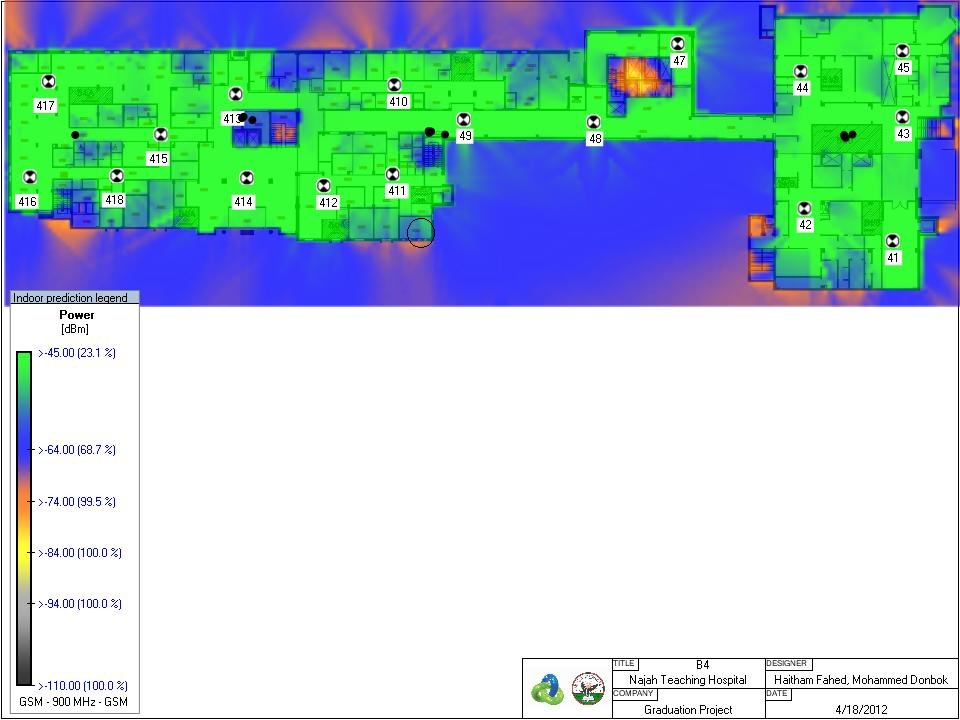 47
45
44
417
410
413
43
49
48
415
411
416
418
414
412
42
41
Indoor prediction legend
Power
[dBm]
>-45.00 (23.1 %)
>-64.00 (68.7 %)
>-74.00 (99.5 %)
>-84.00 (100.0 %)
>-94.00 (100.0 %)
>-110.00 (100.0 %)
GSM - 900 MHz - GSM
TITLE
B4
Najah Teaching Hospital
DESIGNER
Haitham Fahed, Mohammed Donbok
COMPANY
Graduation Project
DATE
4/18/2012